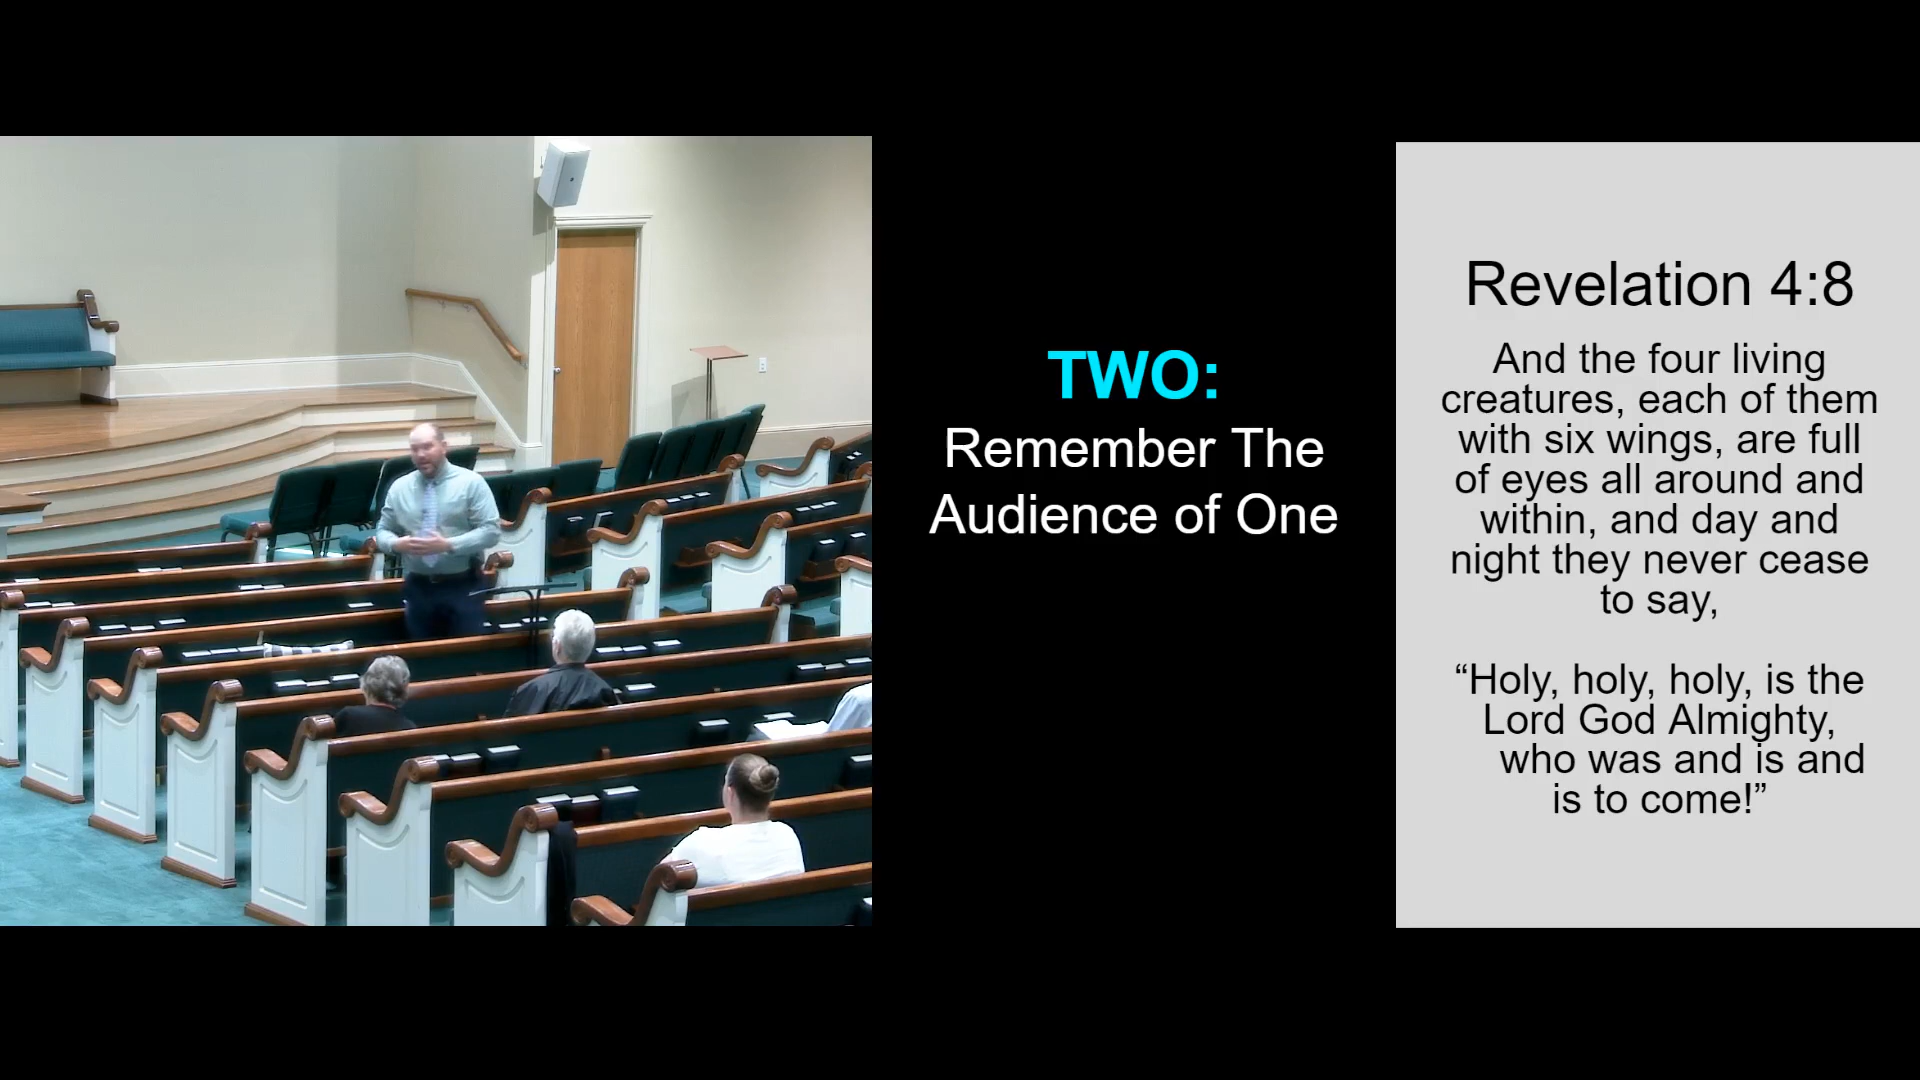 TWO:
Remember The
Audience of One
Revelation 4:8
And the four living
creatures, each of them
with six wings, are full
of eyes all around and
within, and day and
night they never cease
to say,
“Holy, holy, holy, is the
Lord God Almighty,
who was and is and
is to come!”